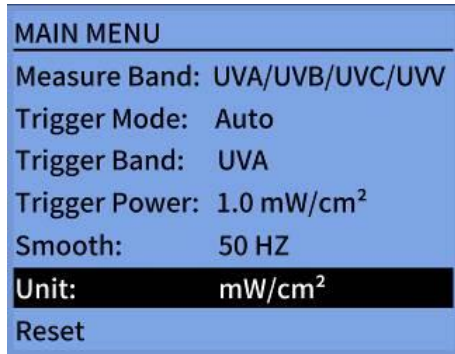 MAIN MENU
Measure Band: UVA/UVB/UVC/UVV
Trigger Mode: Auto
Trigger Band: UVA
Trigger Power: 1.0 mW/cm²
Smooth: 50 HZ
Unit: mW/cm²
Reset